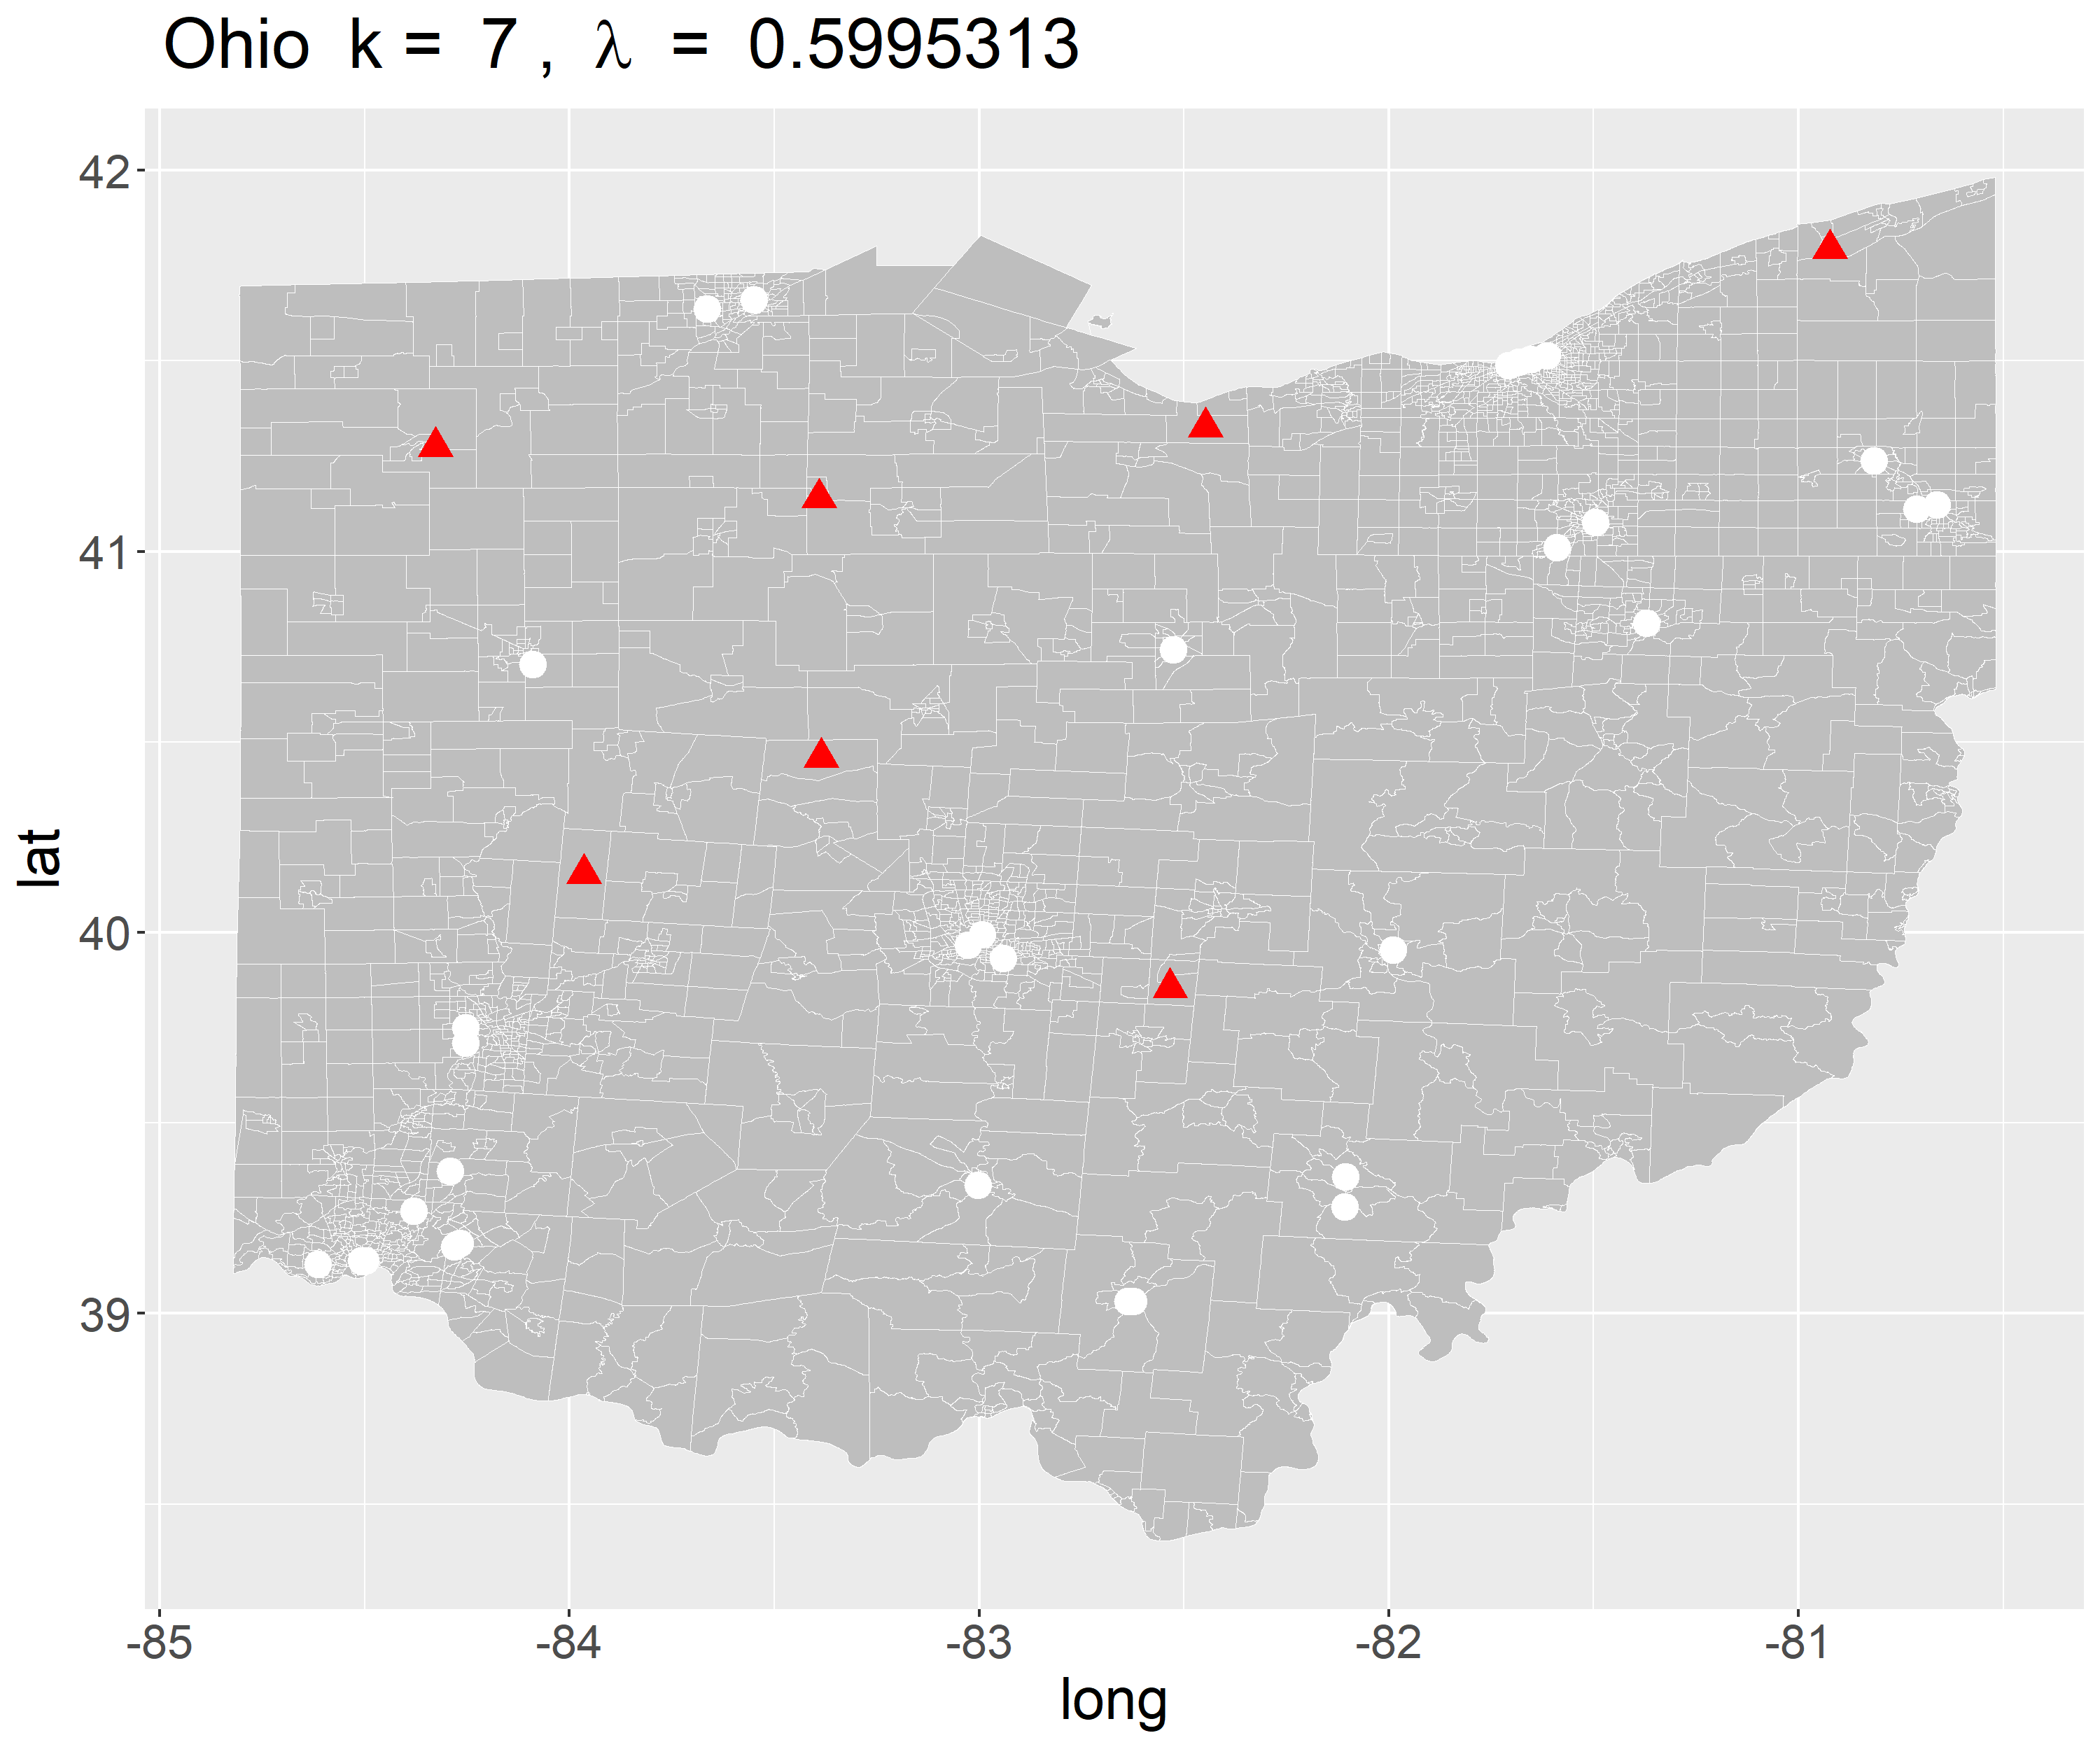 Ohio k = 7 , λ = 0.5995313
42
41
40
39
lat
-85 -84 -83 -82 -81
long